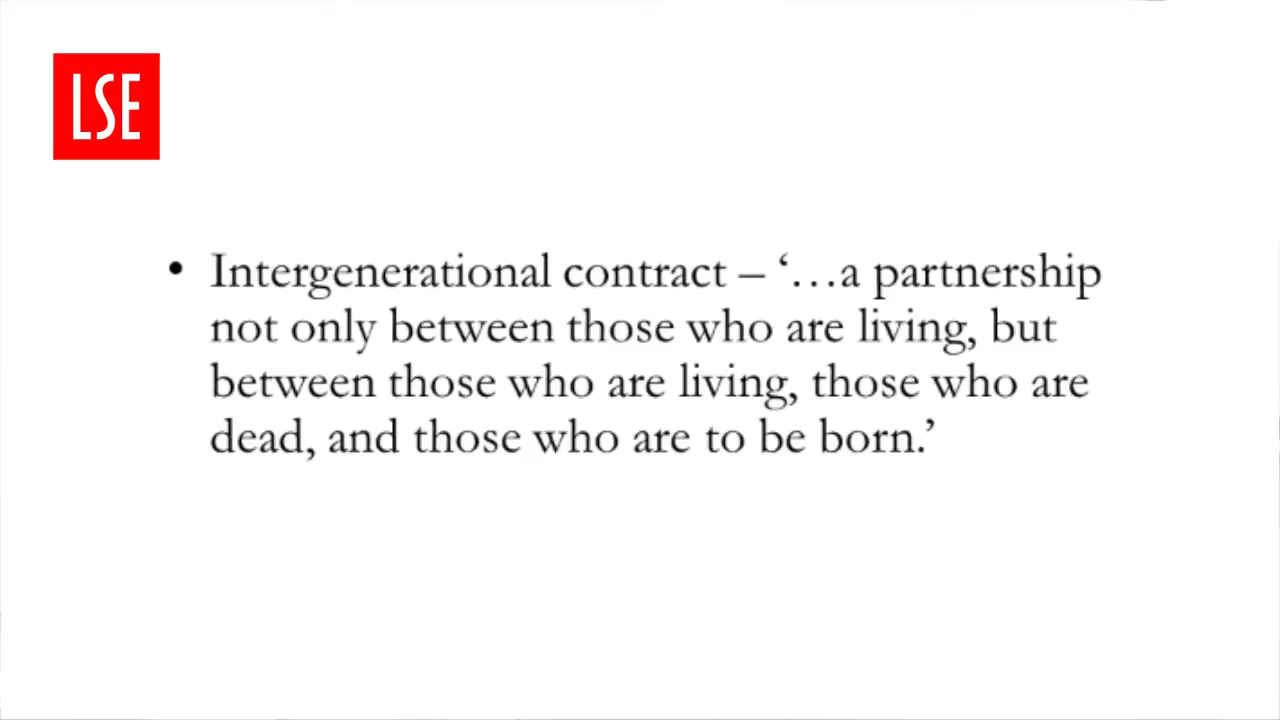 LSE
• Intergenerational contract – ‘…a partnership
not only between those who are living, but
between those who are living, those who are
dead, and those who are to be born.’